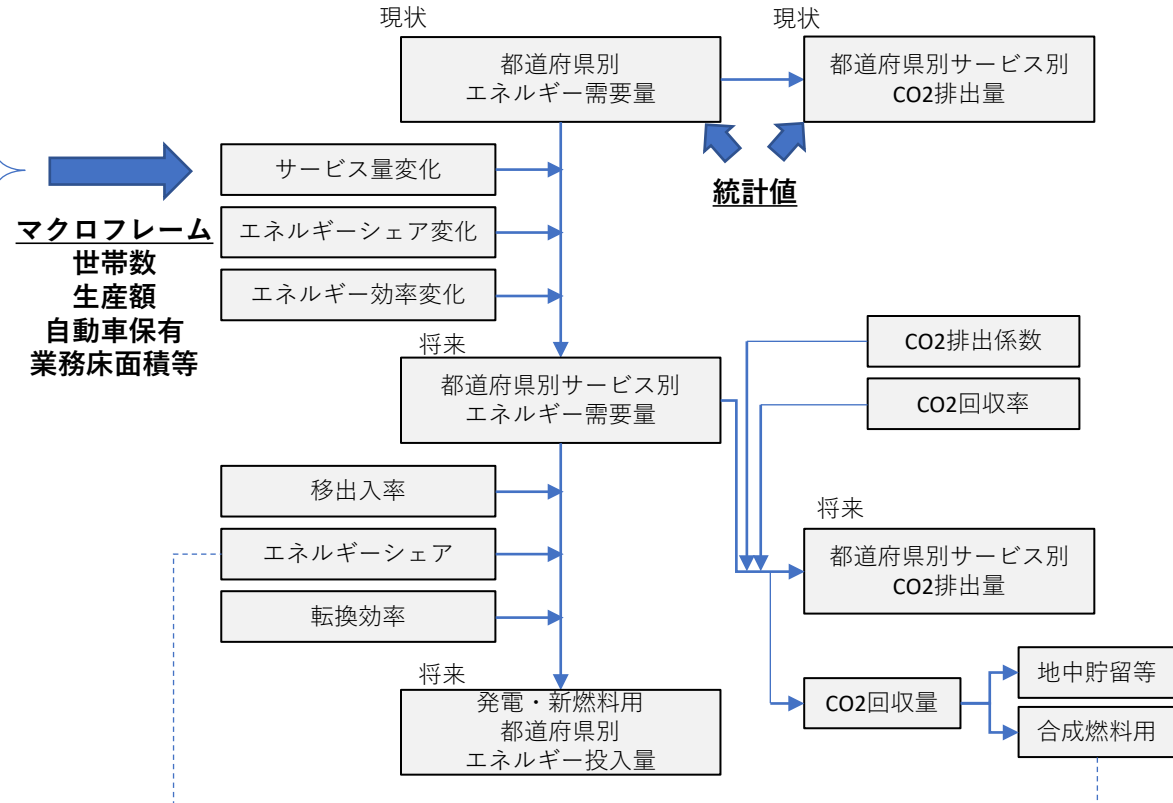 現状
都道府県別
エネルギー需要量
現状
都道府県別サービス別
CO2排出量
統計値
マクロフレーム
世帯数
生産額
自動車保有
業務床面積等
サービス量変化
エネルギーシェア変化
エネルギー効率変化
将来
都道府県別サービス別
エネルギー需要量
CO2排出係数
CO2回収率
移出入率
エネルギーシェア
転換効率
将来
都道府県別サービス別
CO2排出量
将来
発電・新燃料用
都道府県別
エネルギー投入量
CO2回収量
地中貯留等
合成燃料用